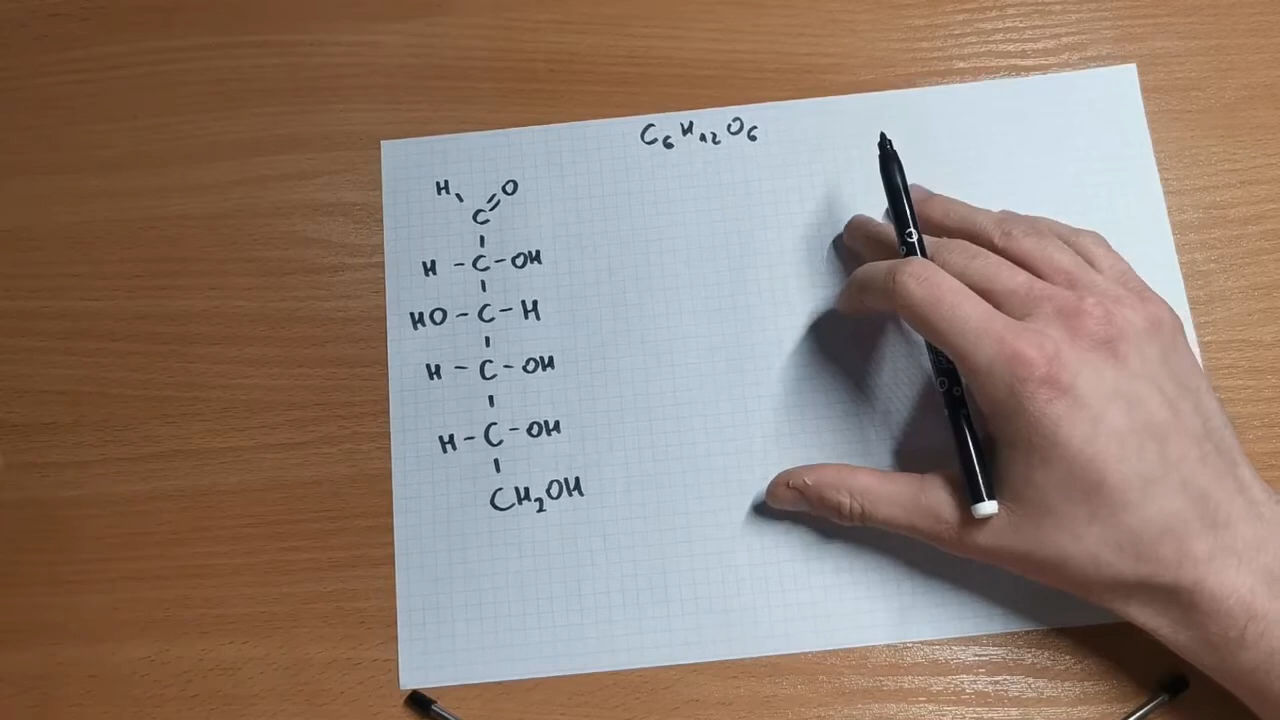 C₆H₁₂O₆
H O
C
H - C - OH
HO - C - H
H - C - OH
H - C - OH
CH₂OH